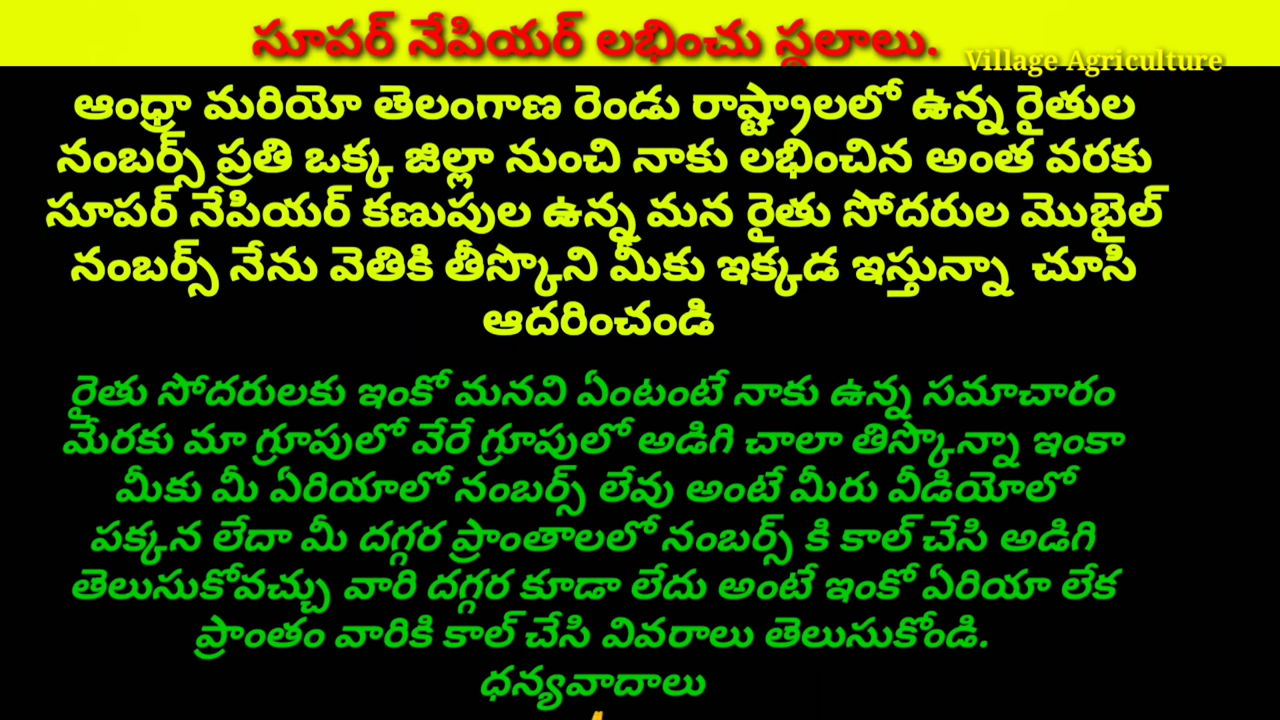 సూపర్ నేపియర్ లభించు స్థలాలు.
Village Agriculture
ఆంధ్రా మరియో తెలంగాణ రెండు రాష్ట్రాలలో ఉన్న రైతుల
నంబర్స్ ప్రతి ఒక్క జిల్లా నుంచి నాకు లభించిన అంత వరకు
సూపర్ నేపియర్ కణుపుల ఉన్న మన రైతు సోదరుల మొబైల్
నంబర్స్ నేను వెతికి తీస్కొని మీకు ఇక్కడ ఇస్తున్నా చూసి
ఆదరించండి
రైతు సోదరులకు ఇంకో మనవి ఏంటంటే నాకు ఉన్న సమాచారం
మేరకు మా గ్రూపులో వేరే గ్రూపులో అడిగి చాలా తిస్కొన్నా ఇంకా
మీకు మీ ఏరియాలో నంబర్స్ లేవు అంటే మీరు వీడియోలో
పక్కన లేదా మీ దగ్గర ప్రాంతాలలో నంబర్స్ కి కాల్ చేసి అడిగి
తెలుసుకోవచ్చు వారి దగ్గర కూడా లేదు అంటే ఇంకో ఏరియా లేక
ప్రాంతం వారికి కాల్ చేసి వివరాలు తెలుసుకోండి.
ధన్యవాదాలు